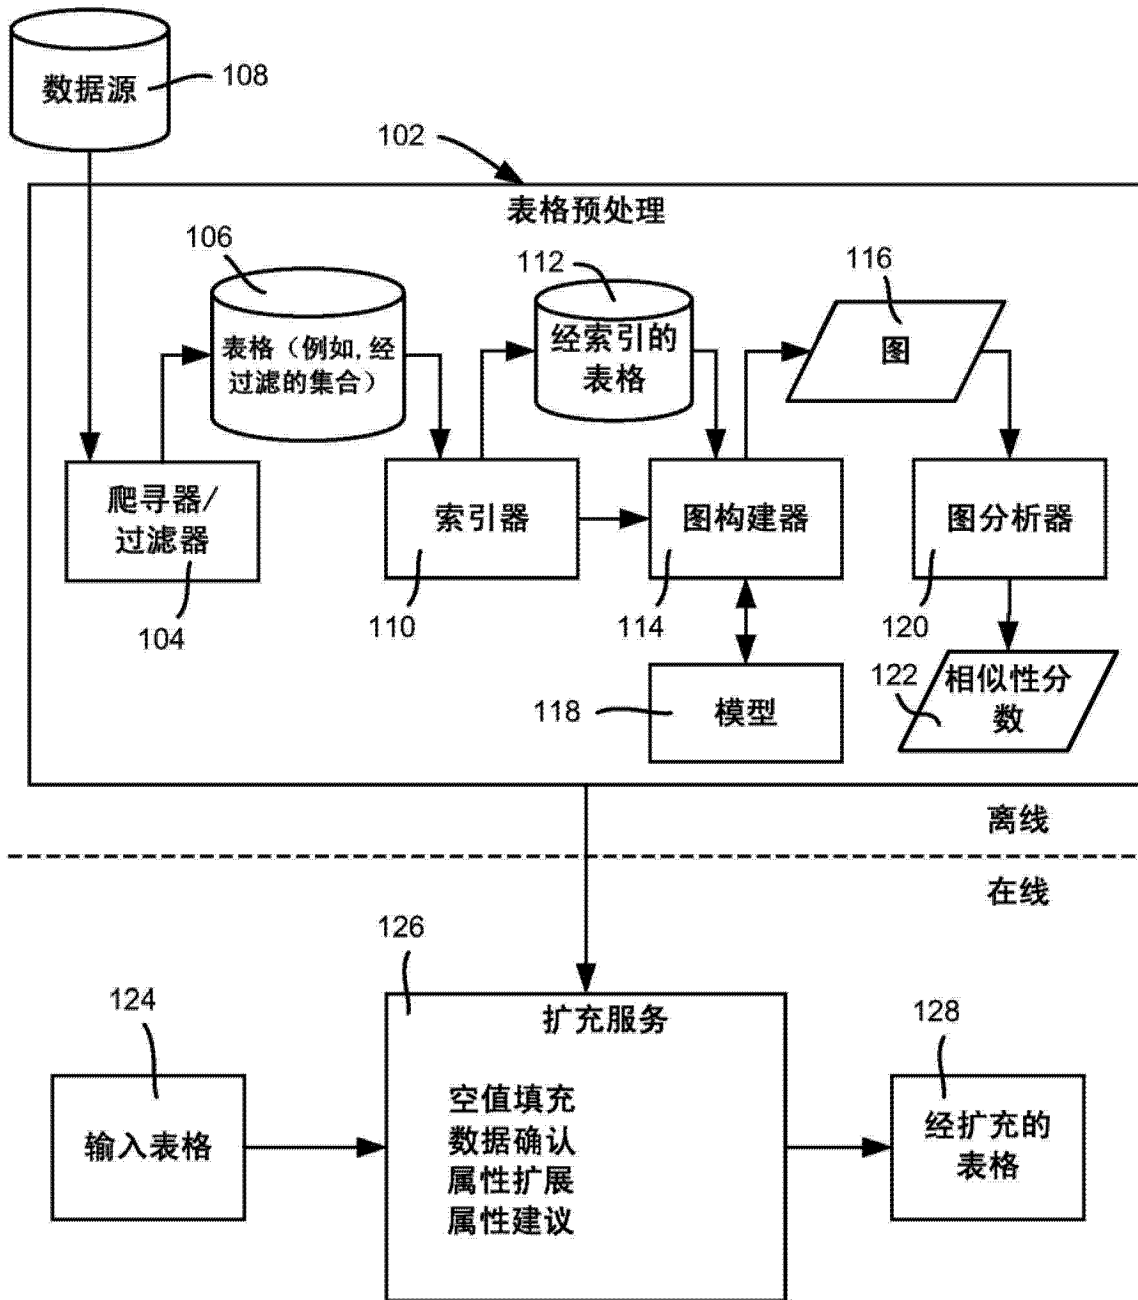 数据源
108
102
表格预处理
106
112
116
表格（例如,经
过滤的集合）
经索引的
表格
图
爬寻器/
过滤器
索引器
图构建器
图分析器
104
110
114
120
118
模型
122
相似性分
数
离线
在线
126
124
扩充服务
128
输入表格
空值填充
数据确认
属性扩展
属性建议
经扩充的
表格